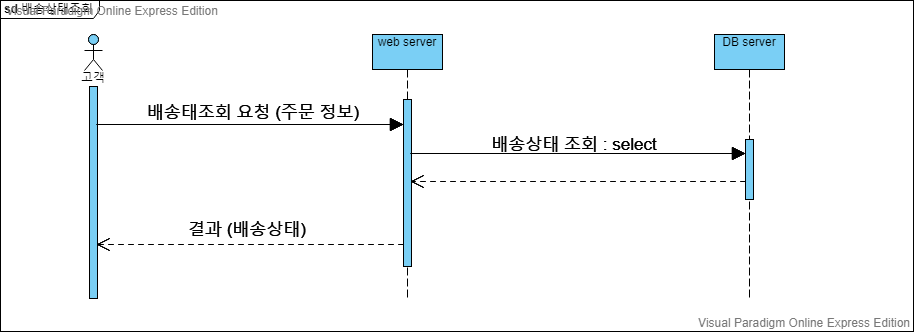 sd 배송상태조회
Visual Paradigm Online Express Edition
web server
DB server
고객
배송태조회 요청 (주문 정보)
배송상태 조회 : select
결과 (배송상태)
Visual Paradigm Online Express Edition